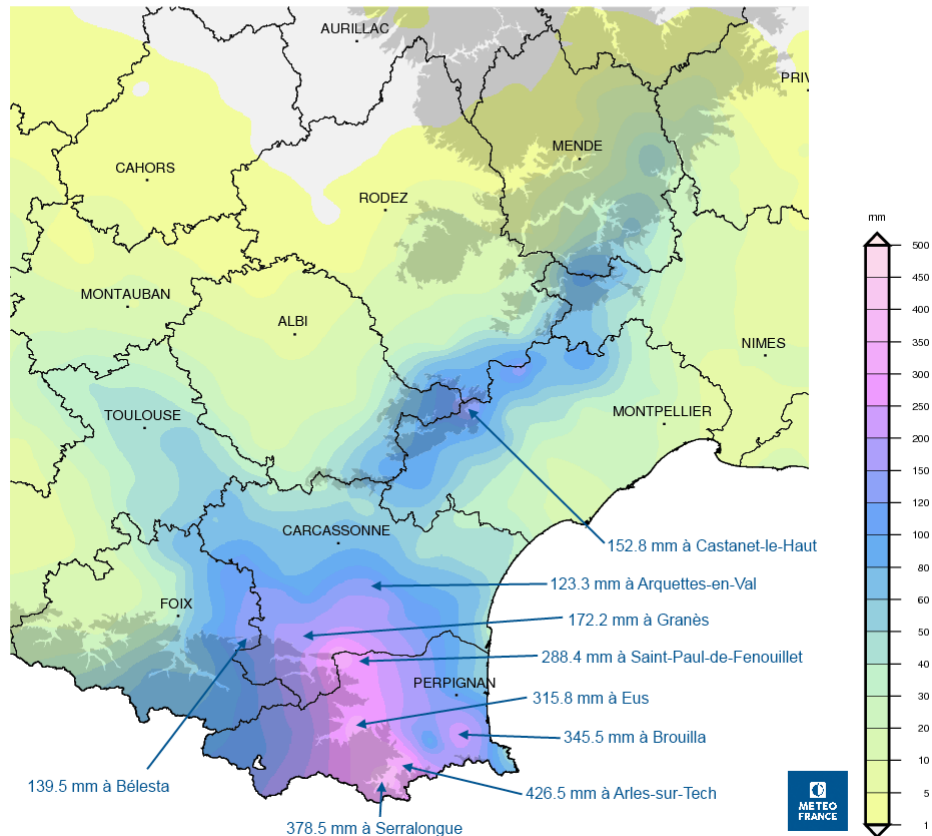 AURILLAC
PRIV
MENDE
CAHORS
RODEZ
mm
500
450
400
350
300
250
200
150
120
100
80
60
50
40
30
20
10
5
1
MONTAUBAN
ALBI
NIMES
TOULOUSE
MONTPELLIER
CARCASSONNE
152.8 mm à Castanet-le-Haut
123.3 mm à Arquettes-en-Val
FOIX
172.2 mm à Granès
288.4 mm à Saint-Paul-de-Fenouillet
PERPIGNAN
315.8 mm à Eus
345.5 mm à Brouilla
139.5 mm à Bélesta
426.5 mm à Arles-sur-Tech
378.5 mm à Serralongue
METEO
FRANCE